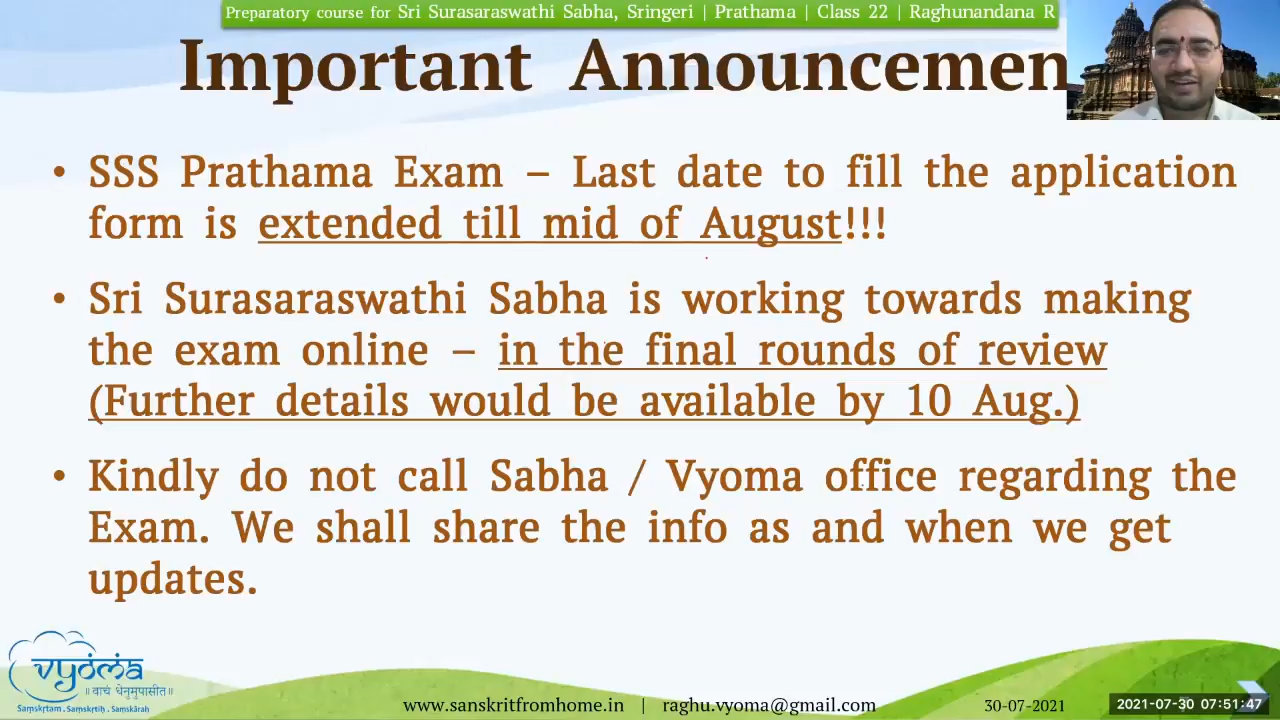 Preparatory course for Sri Surasaraswathi Sabha, Sringeri | Prathama | Class 22 | Raghunandana R
Important Announcemen
• SSS Prathama Exam – Last date to fill the application
form is extended till mid of August!!!
• Sri Surasaraswathi Sabha is working towards making
the exam online – in the final rounds of review
(Further details would be available by 10 Aug.)
• Kindly do not call Sabha / Vyoma office regarding the
Exam. We shall share the info as and when we get
updates.
vyoma
॥ वाचं धेनुमुपासीत॥
Saṃskṛtam . Saṃskṛtiḥ . Saṃskārāḥ
www.sanskritfromhome.in | raghu.vyoma@gmail.com
30-07-2021
2021-07-30 07:51:47